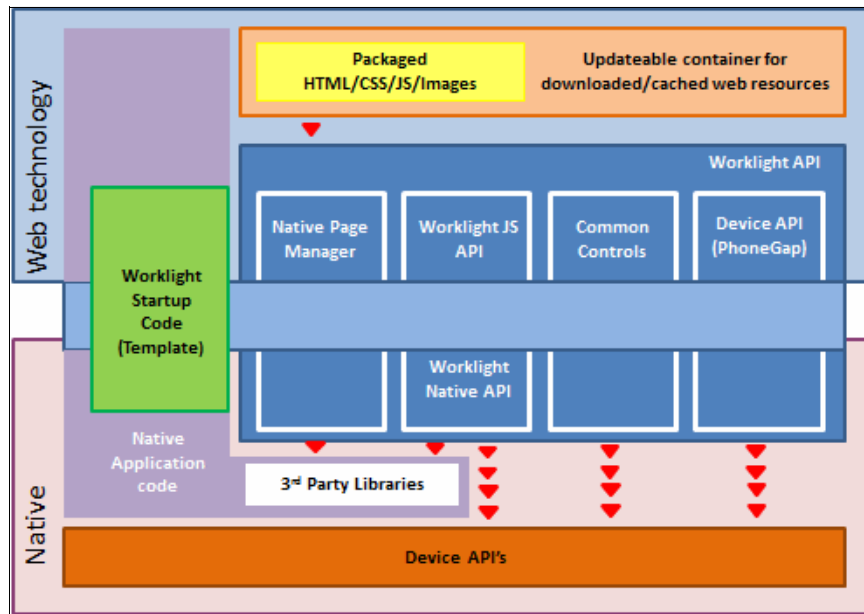 Web technology
Packaged
HTML/CSS/JS/Images
Updateable container for
downloaded/cached web resources
Worklight API
Native Page
Manager
Worklight JS
API
Common
Controls
Device API
(PhoneGap)
Worklight
Startup
Code
(Template)
Worklight
Native API
Native
Native
Application
code
3rd Party Libraries
Device API's